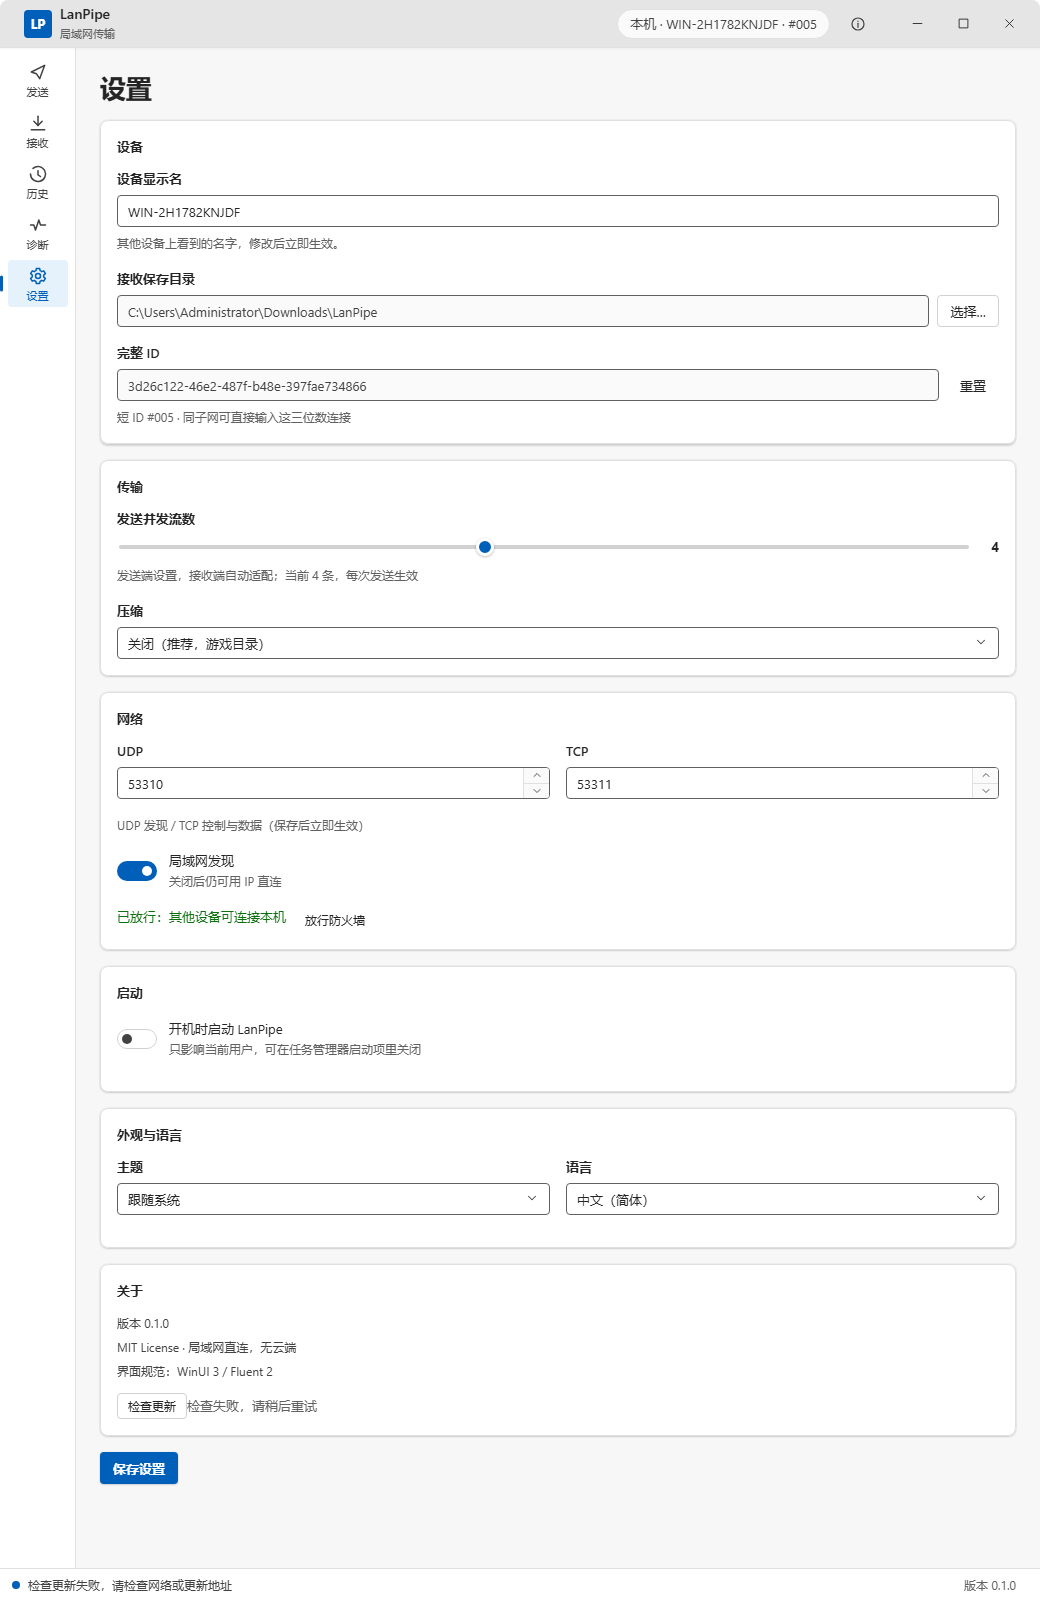 LP
LanPipe
局域网传输
本机 · WIN-2H1782KNJDF · #005
发送
接收
历史
诊断
设置
设置
设备
设备显示名
WIN-2H1782KNJDF
其他设备上看到的名字，修改后立即生效。
接收保存目录
C:\Users\Administrator\Downloads\LanPipe
选择...
完整 ID
3d26c122-46e2-487f-b48e-397fae734866
重置
短 ID #005 · 同子网可直接输入这三位数连接
传输
发送并发流数
4
发送端设置，接收端自动适配；当前 4 条，每次发送生效
压缩
关闭（推荐，游戏目录）
网络
UDP
TCP
53310
53311
UDP 发现 / TCP 控制与数据（保存后立即生效）
局域网发现
关闭后仍可用 IP 直连
已放行：其他设备可连接本机
放行防火墙
启动
开机时启动 LanPipe
只影响当前用户，可在任务管理器启动项里关闭
外观与语言
主题
语言
跟随系统
中文（简体）
关于
版本 0.1.0
MIT License · 局域网直连，无云端
界面规范：WinUI 3 / Fluent 2
检查更新
检查失败，请稍后重试
保存设置
检查更新失败，请检查网络或更新地址
版本 0.1.0